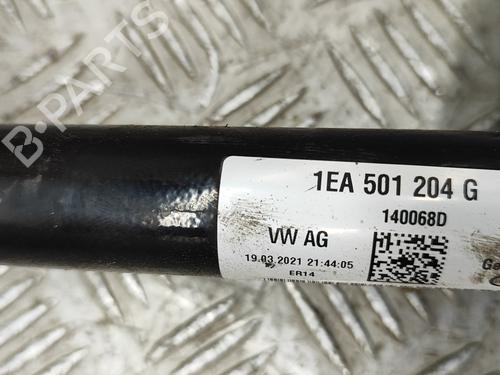 B-PARTS
1EA 501 204 G
140068D
VW AG
19.03.2021 21:44:05
ER14